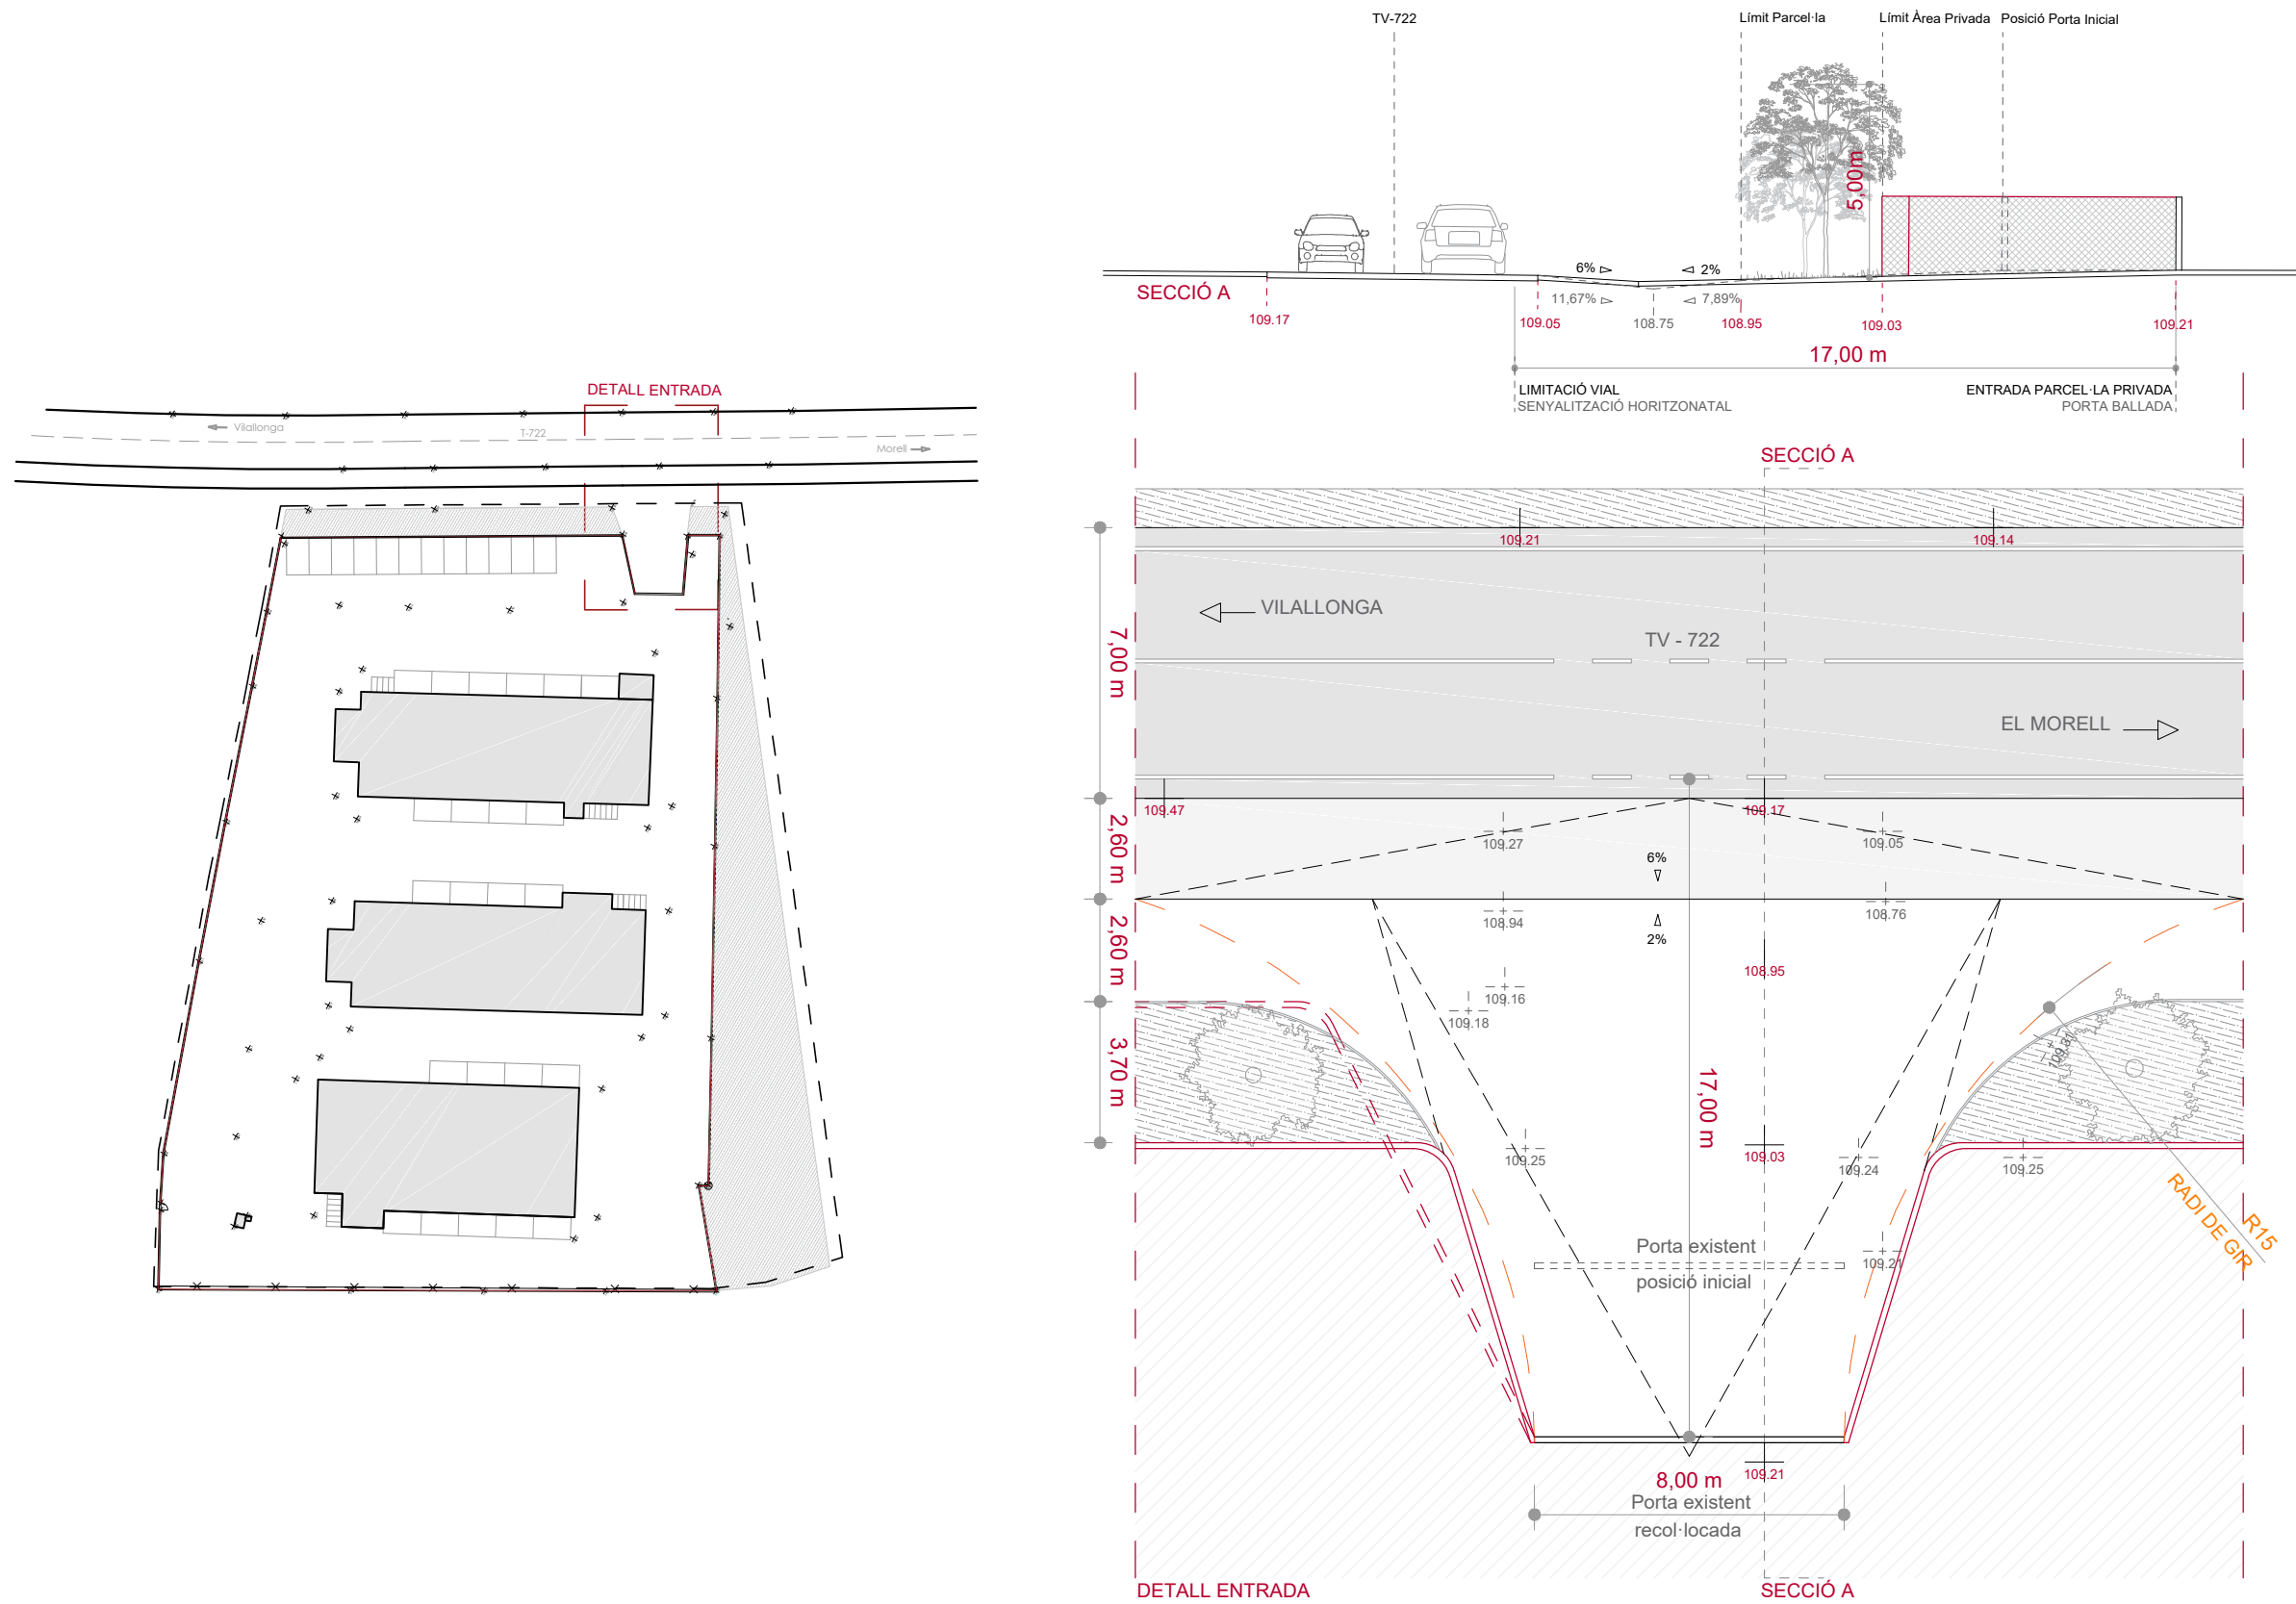 TV-722
Límit Parcel·la
Límit Àrea Privada
Posició Porta Inicial
5,00m
6%
2%
SECCIÓ A
11,67%
7,89%
109.17
109.05
108.75
108.95
109.03
109.21
17,00 m
LIMITACIÓ VIAL
SENYALITZACIÓ HORITZONATAL
ENTRADA PARCEL·LA PRIVADA
PORTA BALLADA
DETALL ENTRADA
Vilallonga
T-722
Morell
SECCIÓ A
109.21
109.14
VILALLONGA
TV - 722
EL MORELL
7,00 m
109.47
109.17
109.27
109.05
2,60 m
6%
108.94
108.76
2%
2,60 m
108.95
109.16
109.18
109.31
3,70 m
17,00 m
109.25
109.03
109.24
109.25
RADI DE GIR
R15
Porta existent
posició inicial
109.21
8,00 m
109.21
Porta existent
recol·locada
DETALL ENTRADA
SECCIÓ A